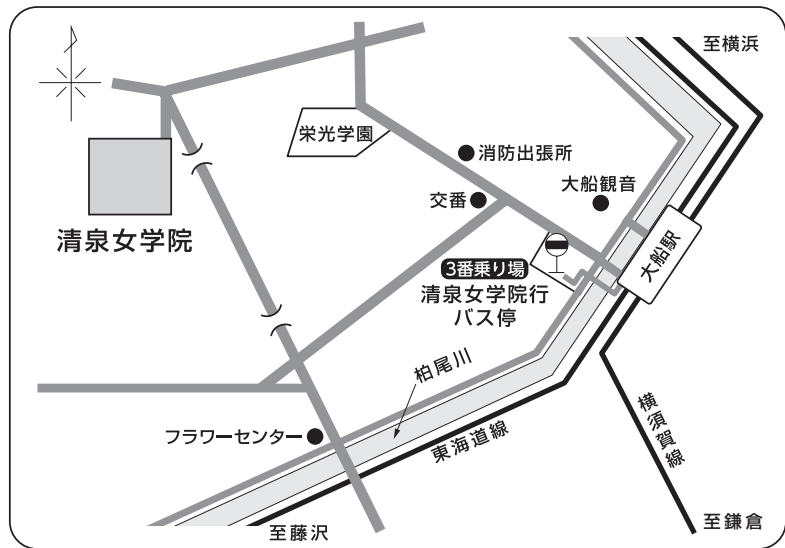 至横浜
栄光学園
消防出張所
大船観音
交番
清泉女学院
大船駅
3番乗り場
清泉女学院行
バス停
柏尾川
横須賀線
フラワーセンター
東海道線
至藤沢
至鎌倉